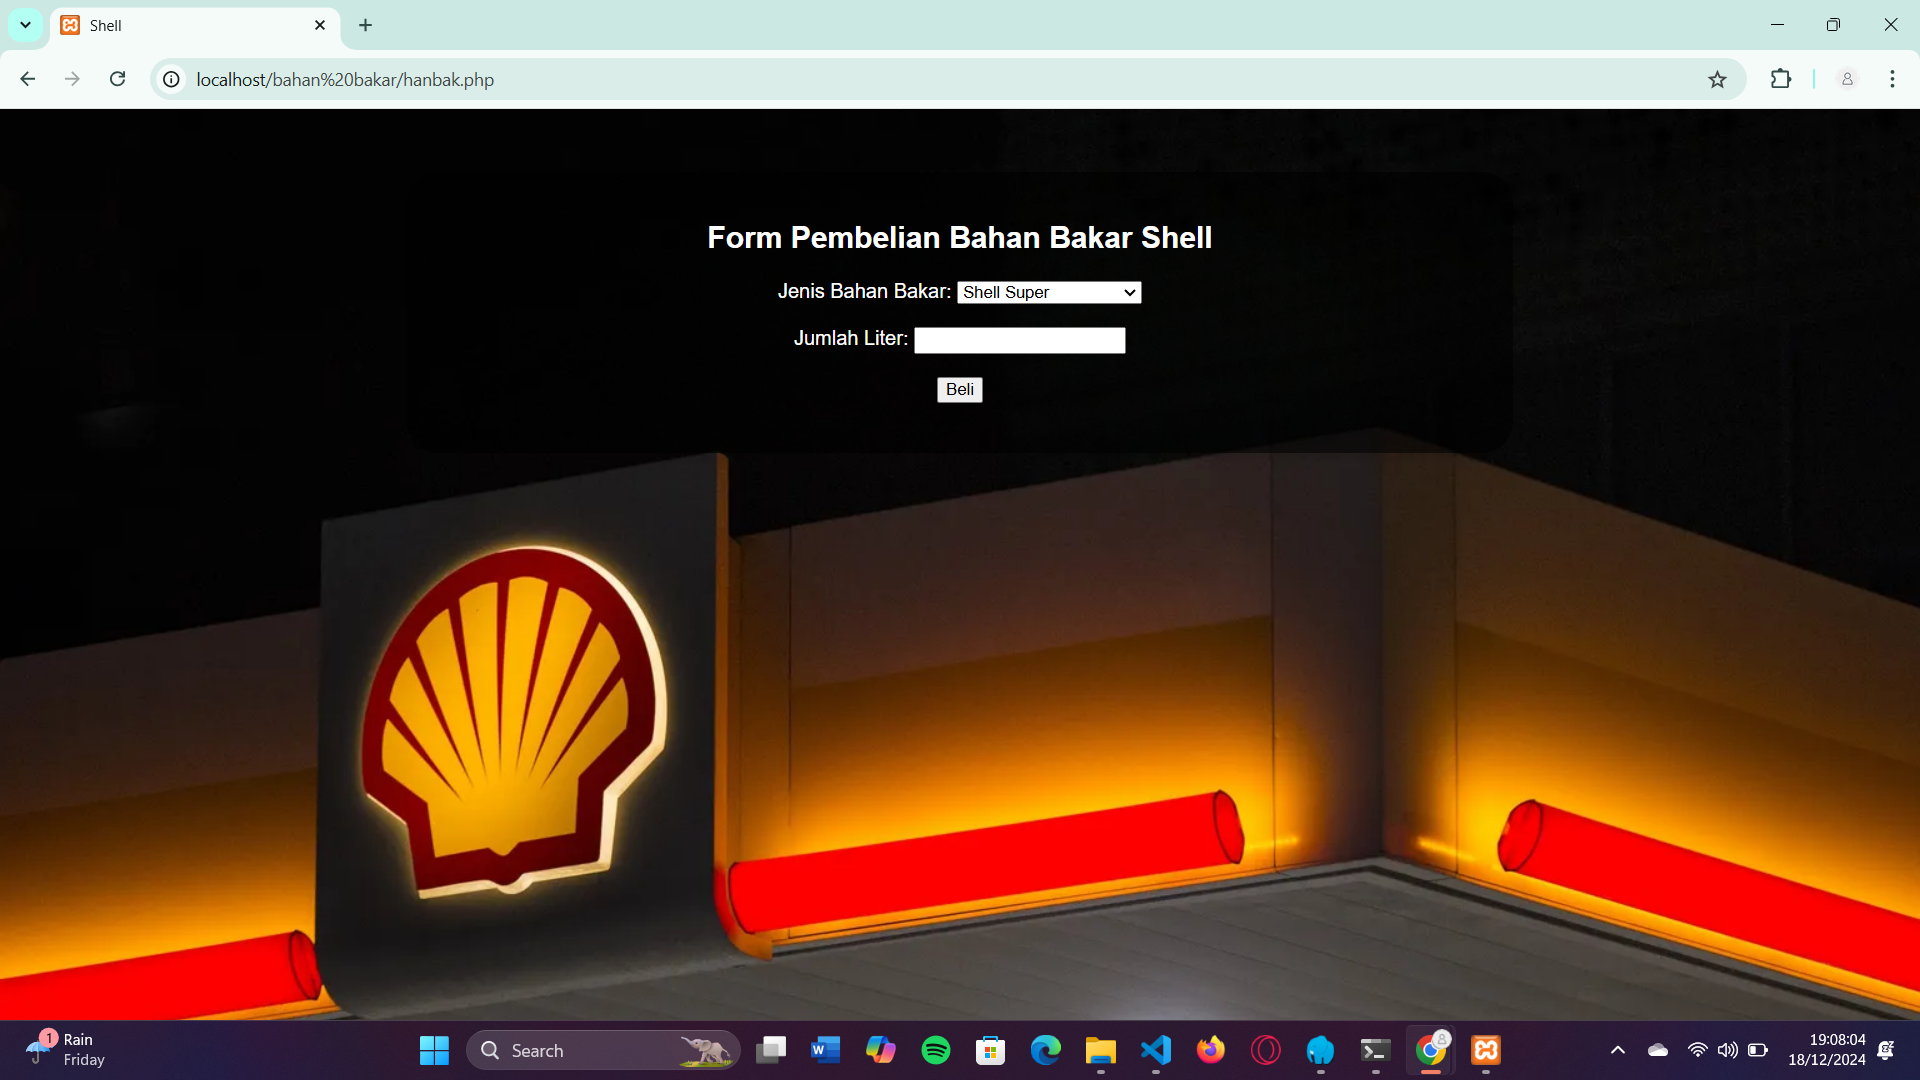 Shell
localhost/bahan%20bakar/hanbak.php
Form Pembelian Bahan Bakar Shell
Jenis Bahan Bakar: Shell Super
Jumlah Liter:
Beli
1
Rain
Friday
Search
19:08:04
18/12/2024